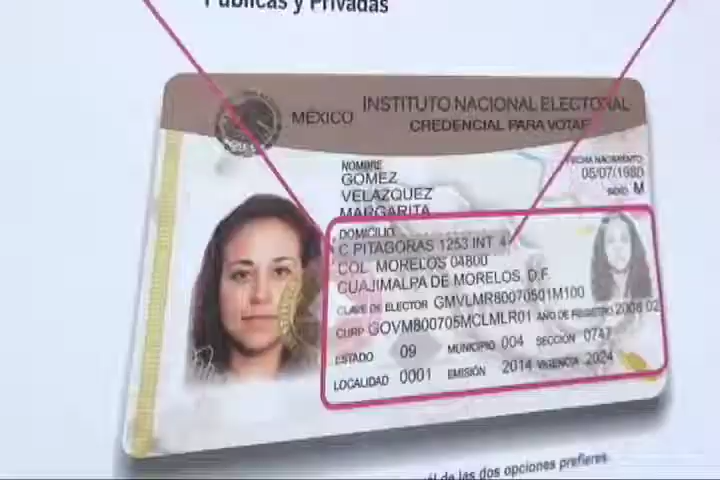 Públicas y Privadas
MÉXICO INSTITUTO NACIONAL ELECTORAL
CREDENCIAL PARA VOTAR
NOMBRE
GOMEZ
VELAZQUEZ
MARGARITA
FECHA NACIMIENTO
05/07/1980
SEXO M
DOMICILIO
C PITAGORAS 1253 INT 4
COL MORELOS 04800
CUAJIMALPA DE MORELOS, D.F.
CLAVE DE ELECTOR GMVLMR80070501M100
CURP GOVM800705MCLMLR01 AÑO DE REGISTRO 2008 02
ESTADO 09 MUNICIPIO 004 SECCIÓN 0747
LOCALIDAD 0001 EMISIÓN 2014 VIGENCIA 2024
de las dos opciones prefieres.